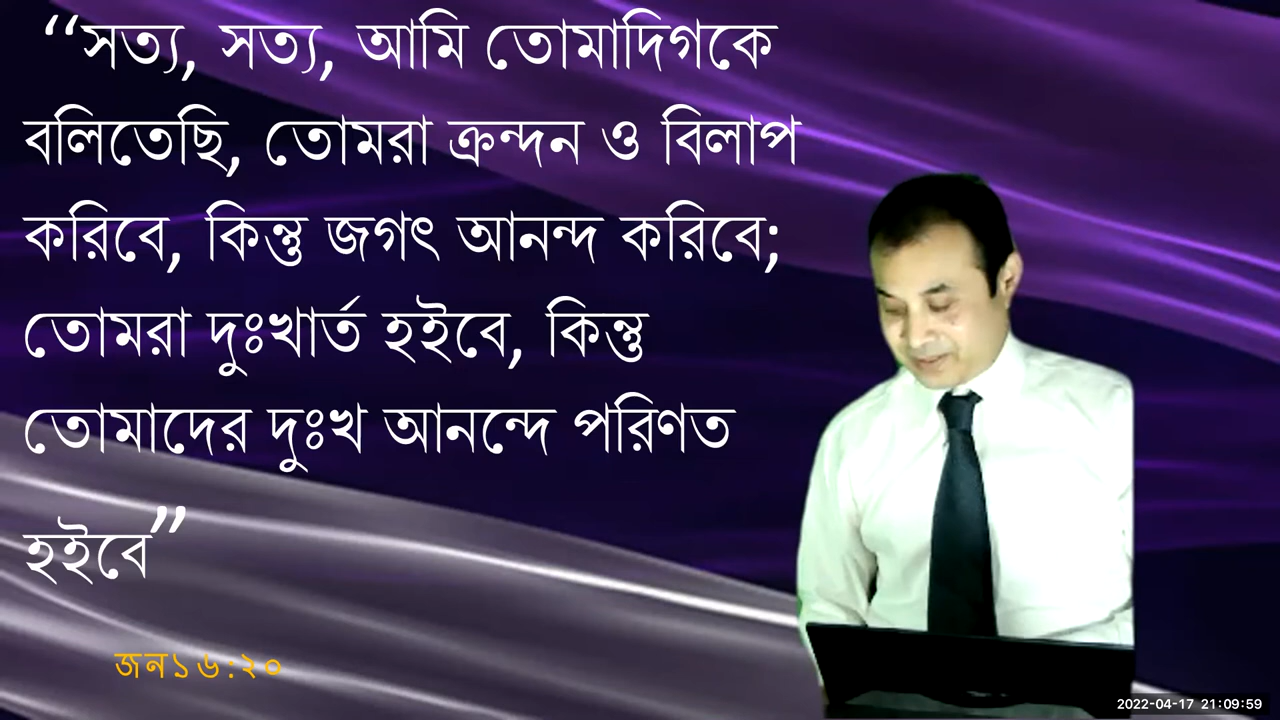 “সত্য, সত্য, আমি তোমাদিগকে
বলিতেছি, তোমরা ক্রন্দন ও বিলাপ
করিবে, কিন্তু জগৎ আনন্দ করিবে;
তোমরা দুঃখার্ত হইবে, কিন্তু
তোমাদের দুঃখ আনন্দে পরিণত
হইবে”
জন১৬:২০
2022-04-17 21:09:59